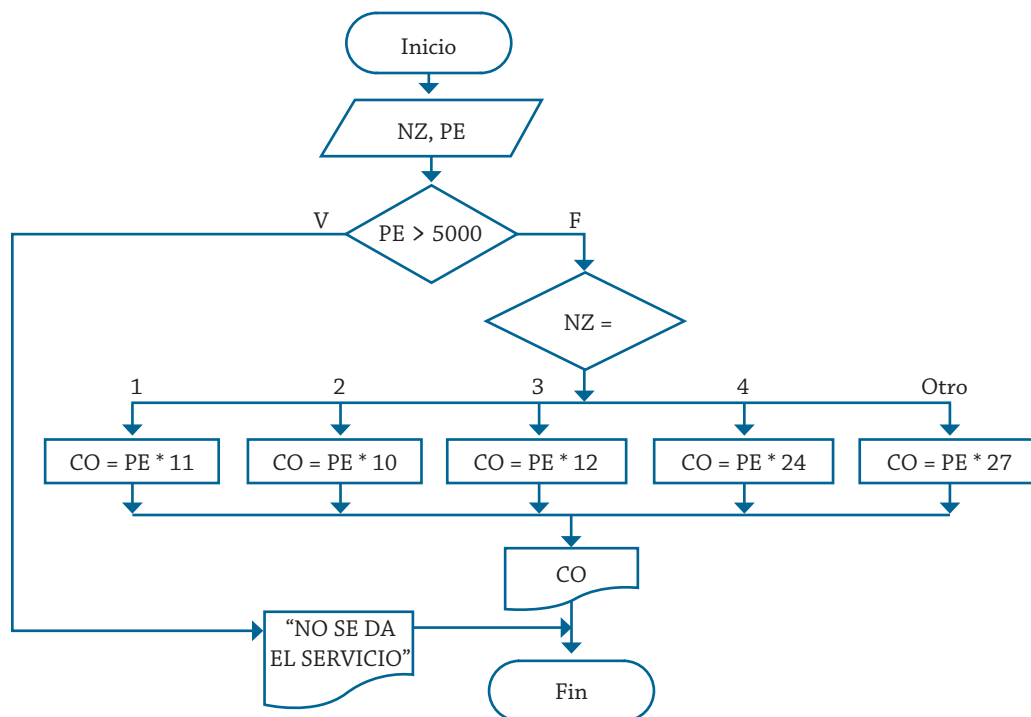 Inicio
NZ, PE
V
PE > 5000
F
NZ =
1
2
3
4
Otro
CO = PE * 11
CO = PE * 10
CO = PE * 12
CO = PE * 24
CO = PE * 27
CO
“NO SE DA
EL SERVICIO”
Fin